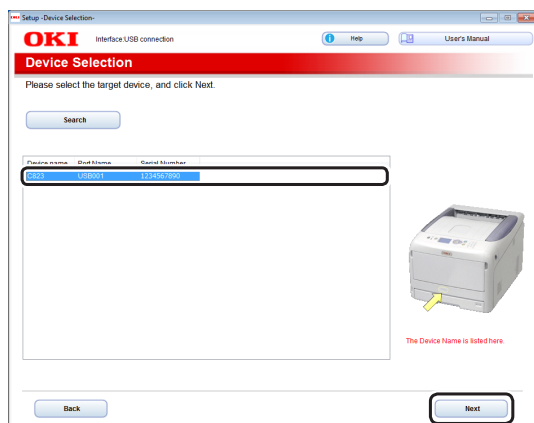 Setup -Device Selection-
OKI Interface:USB connection Help User's Manual
Device Selection
Please select the target device, and click Next.
Search
Device name Port Name Serial Number
C823 USB001 1234567890
The Device Name is listed here.
Back Next